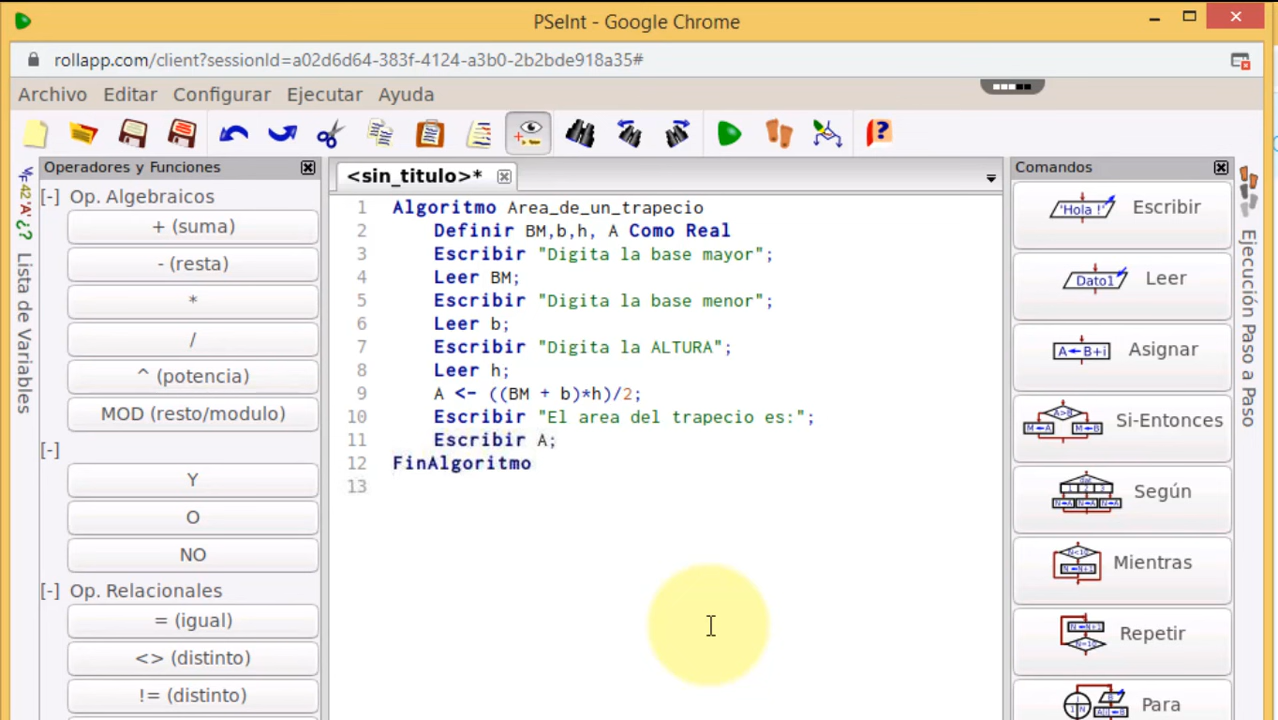 PSeInt - Google Chrome
rollapp.com/client?sessionId=a02d6d64-383f-4124-a3b0-2b2bde918a35#
Archivo Editar Configurar Ejecutar Ayuda
Operadores y Funciones
[-] Op. Algebraicos
+ (suma)
- (resta)
*
/
^ (potencia)
MOD (resto/modulo)
[-]
Y
O
NO
[-] Op. Relacionales
= (igual)
<> (distinto)
!= (distinto)
Lista de Variables
<sin_titulo>*
1 Algoritmo Area_de_un_trapecio
2 Definir BM,b,h, A Como Real
3 Escribir "Digita la base mayor";
4 Leer BM;
5 Escribir "Digita la base menor";
6 Leer b;
7 Escribir "Digita la ALTURA";
8 Leer h;
9 A <- ((BM + b)*h)/2;
10 Escribir "El area del trapecio es:";
11 Escribir A;
12 FinAlgoritmo
13
Comandos
'Hola !' Escribir
Dato1 Leer
A←B+i Asignar
Si-Entonces
Según
Mientras
Repetir
Para
Ejecución Paso a Paso